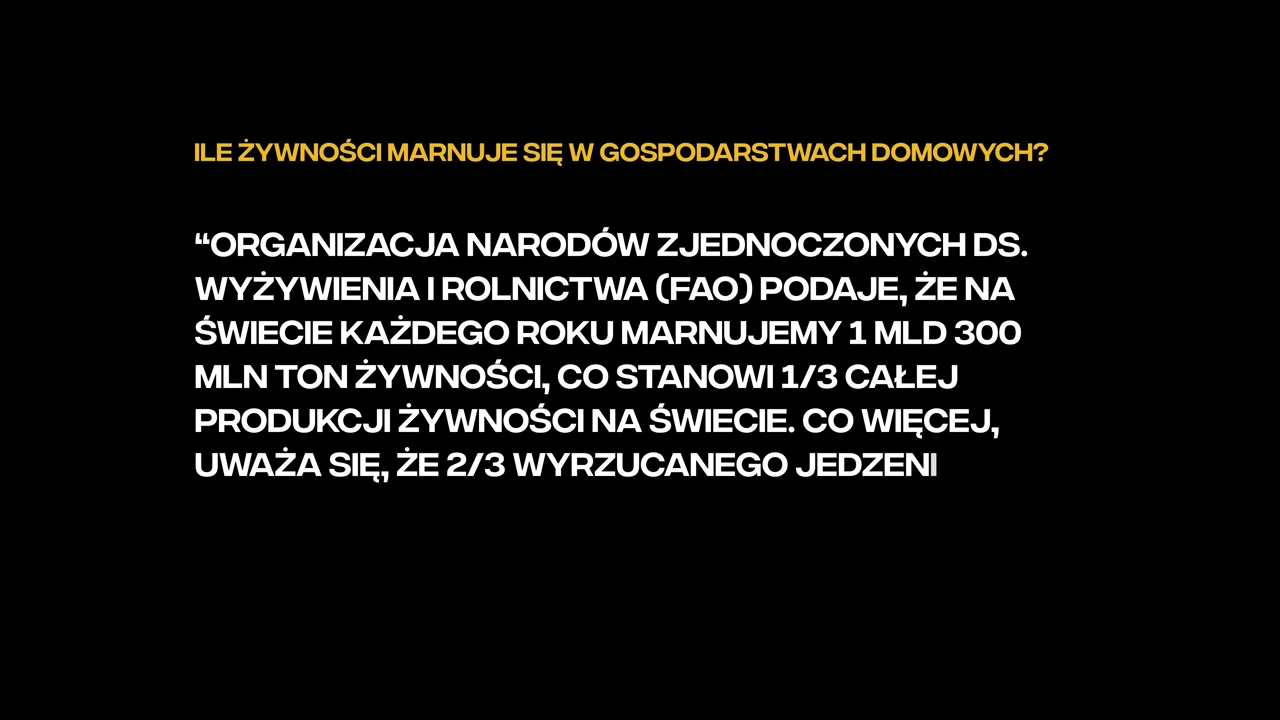 ILE ŻYWNOŚCI MARNUJE SIĘ W GOSPODARSTWACH DOMOWYCH?
“ORGANIZACJA NARODÓW ZJEDNOCZONYCH DS.
WYŻYWIENIA I ROLNICTWA (FAO) PODAJE, ŻE NA
ŚWIECIE KAŻDEGO ROKU MARNUJEMY 1 MLD 300
MLN TON ŻYWNOŚCI, CO STANOWI 1/3 CAŁEJ
PRODUKCJI ŻYWNOŚCI NA ŚWIECIE. CO WIĘCEJ,
UWAŻA SIĘ, ŻE 2/3 WYRZUCANEGO JEDZENI